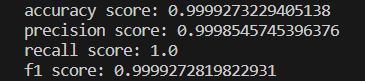 accuracy score: 0.9999273229405138
precision score: 0.9998545745396376
recall score: 1.0
f1 score: 0.9999272819822931